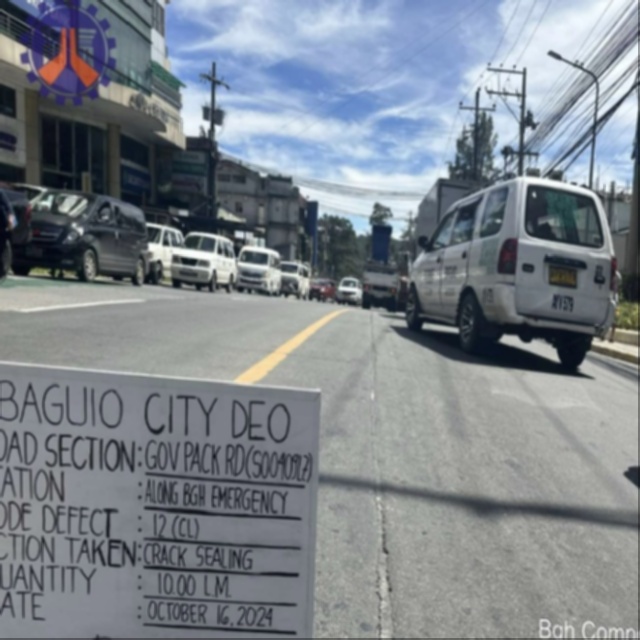 BAGUIO CITY DEO
OAD SECTION: GOV PACK RD(S00409LZ)
ATION : ALONG BGH EMERGENCY
ODE DEFECT : 12 (CL)
CTION TAKEN: CRACK SEALING
UANTITY : 10.00 L.M.
ATE : OCTOBER 16, 2024
Bgh Comp